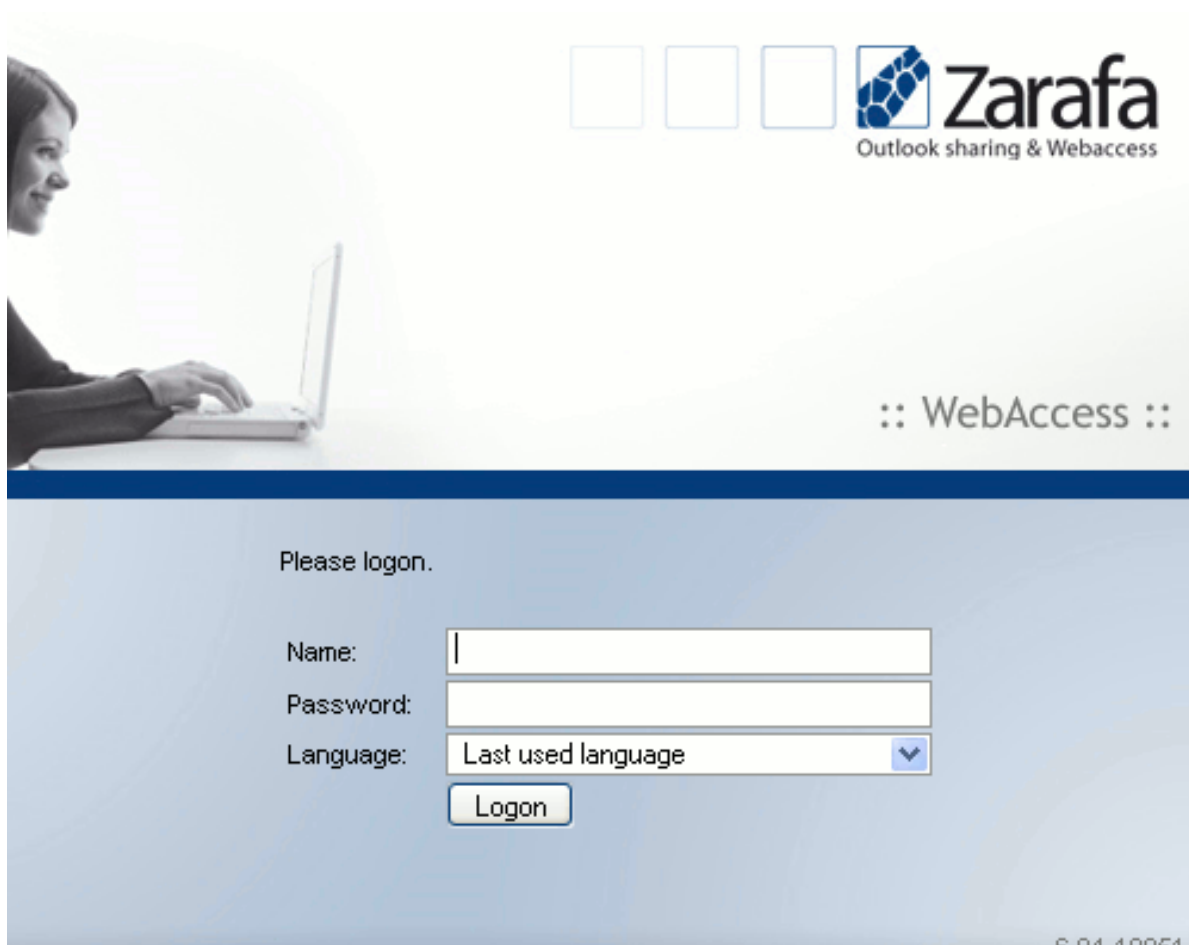 Zarafa
Outlook sharing & Webaccess
:: WebAccess ::
Please logon.
Name:
Password:
Language: Last used language
Logon